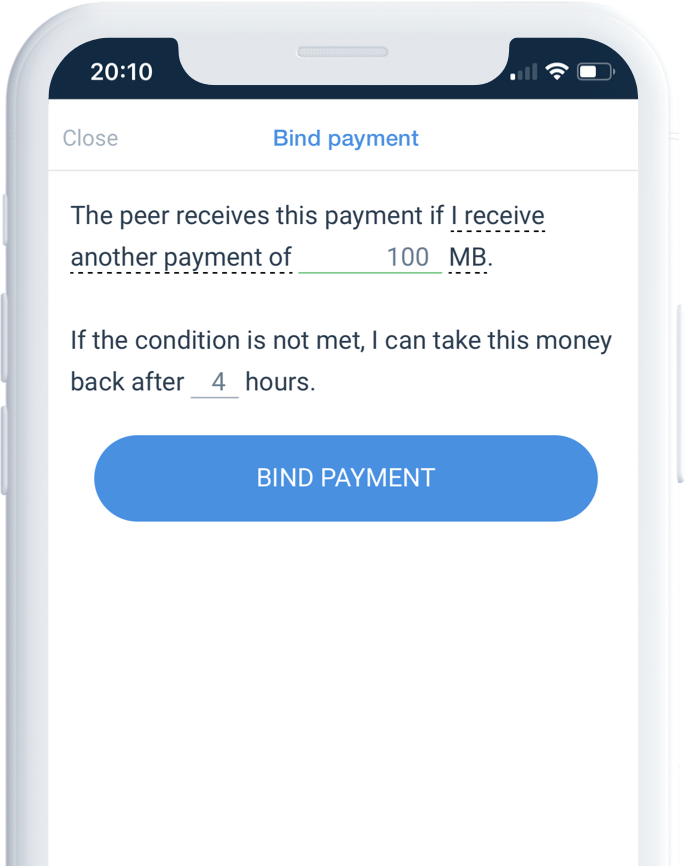 20:10
Close Bind payment
The peer receives this payment if I receive
another payment of 100 MB.
If the condition is not met, I can take this money
back after 4 hours.
BIND PAYMENT